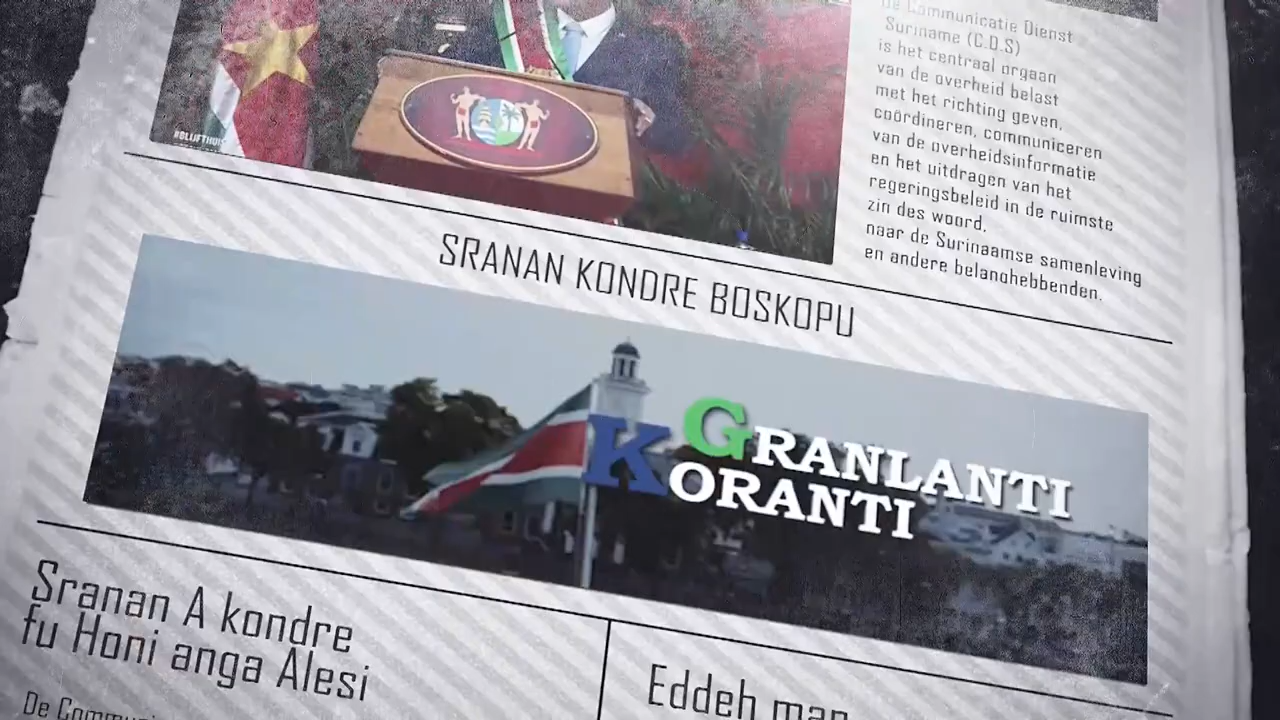 #BLIJFTHUIS
De Communicatie Dienst
Suriname (C.D.S)
is het centraal orgaan
van de overheid belast
met het richting geven,
coördineren, communiceren
van de overheidsinformatie
en het uitdragen van het
regeringsbeleid in de ruimste
zin des woord.
naar de Surinaamse samenleving
en andere belanghebbenden.
SRANAN KONDRE BOSKOPU
GRANLANTI
KORANTI
Sranan A kondre
fu Honi anga Alesi
De
Eddeh man